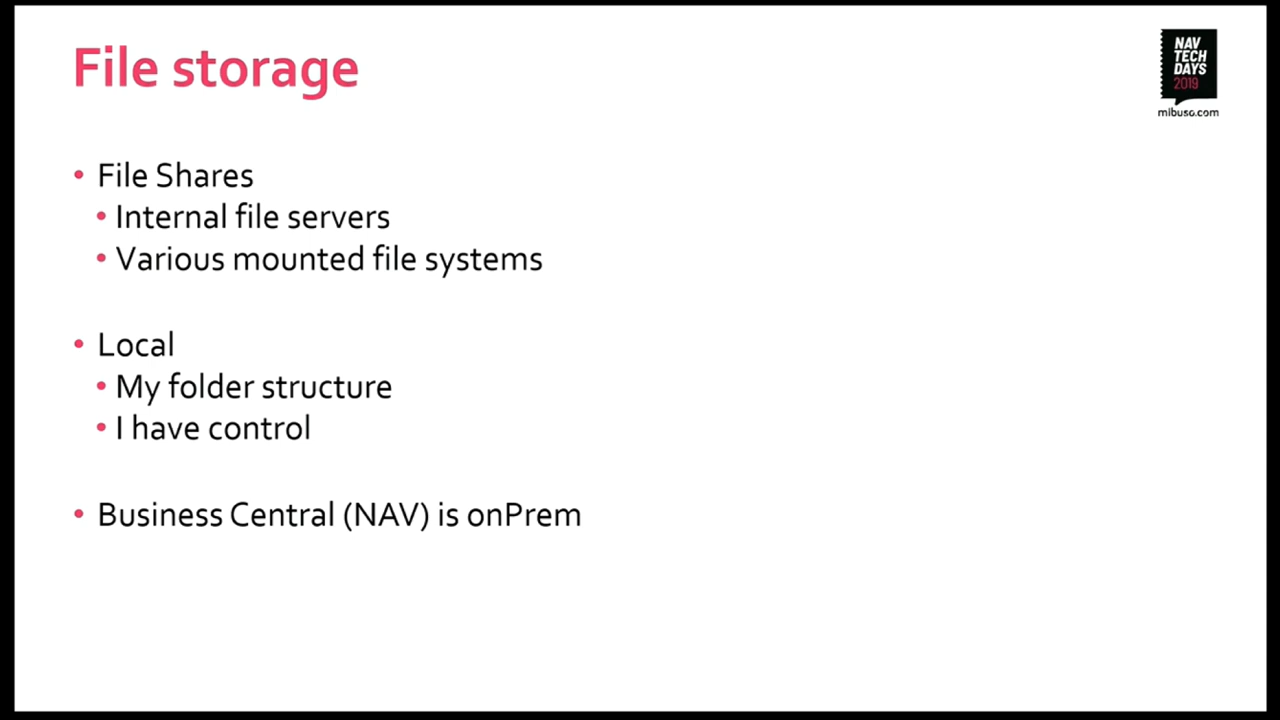 File storage
NAV
TECH
DAYS
2019
mibuso.com
• File Shares
• Internal file servers
• Various mounted file systems
• Local
• My folder structure
• I have control
• Business Central (NAV) is onPrem